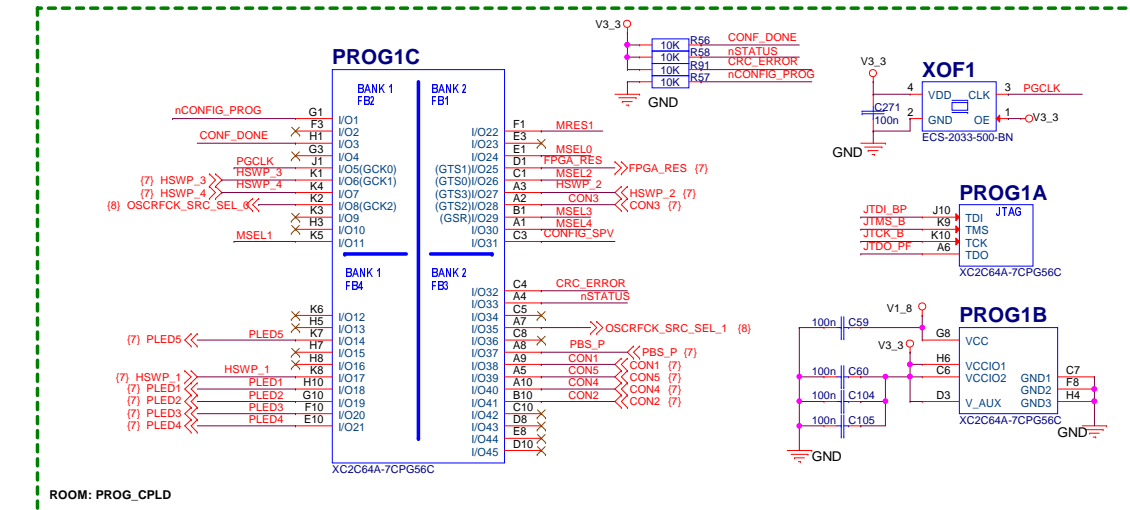 V3_3
R56 CONF_DONE
10K
R58 nSTATUS
10K
R91 CRC_ERROR
10K
R57 nCONFIG_PROG
10K
GND
PROG1C
BANK 1
FB2
BANK 2
FB1
nCONFIG_PROG G1 I/O1
F3 I/O2
CONF_DONE H1 I/O3
G3 I/O4
PGCLK J1 I/O5(GCK0)
{7} HSWP_3 HSWP_3 K1 I/O6(GCK1)
{7} HSWP_4 HSWP_4 K4 I/O7
{8} OSCRFCK_SRC_SEL_0 K2 I/O8(GCK2)
K3 I/O9
H3 I/O10
MSEL1 K5 I/O11
I/O22 F1 MRES1
I/O23 E3
I/O24 E1 MSEL0
(GTS1)I/O25 D1 FPGA_RES FPGA_RES {7}
(GTS0)I/O26 C1 MSEL2
(GTS3)I/O27 A3 HSWP_2 HSWP_2 {7}
(GTS2)I/O28 A2 CON3 CON3 {7}
(GSR)I/O29 B1 MSEL3
I/O30 A1 MSEL4
I/O31 C3 CONFIG_SPV
BANK 1
FB4
BANK 2
FB3
K6 I/O12
H5 I/O13
{7} PLED5 PLED5 K7 I/O14
H7 I/O15
H8 I/O16
{7} HSWP_1 HSWP_1 K8 I/O17
{7} PLED1 PLED1 H10 I/O18
{7} PLED2 PLED2 G10 I/O19
{7} PLED3 PLED3 F10 I/O20
{7} PLED4 PLED4 E10 I/O21
I/O32 C4 CRC_ERROR
I/O33 A4 nSTATUS
I/O34 C5
I/O35 A7 OSCRFCK_SRC_SEL_1 {8}
I/O36 C8
I/O37 A8 PBS_P PBS_P {7}
I/O38 A9 CON1 CON1 {7}
I/O39 A5 CON5 CON5 {7}
I/O40 A10 CON4 CON4 {7}
I/O41 B10 CON2 CON2 {7}
I/O42 C10
I/O43 D8
I/O44 E8
I/O45 D10
XC2C64A-7CPG56C
V3_3
XOF1
4 VDD CLK 3 PGCLK
C271
100n
2 GND OE 1 V3_3
ECS-2033-500-BN
GND
PROG1A
JTAG
JTDI_BP J10 TDI
JTMS_B K9 TMS
JTCK_B K10 TCK
JTDO_PF A6 TDO
XC2C64A-7CPG56C
PROG1B
V1_8
100n C59
G8 VCC
V3_3
H6 VCCIO1
100n C60 C6 VCCIO2
100n C104 D3 V_AUX
100n C105
GND1 C7
GND2 F8
GND3 H4
XC2C64A-7CPG56C
GND
GND
ROOM: PROG_CPLD